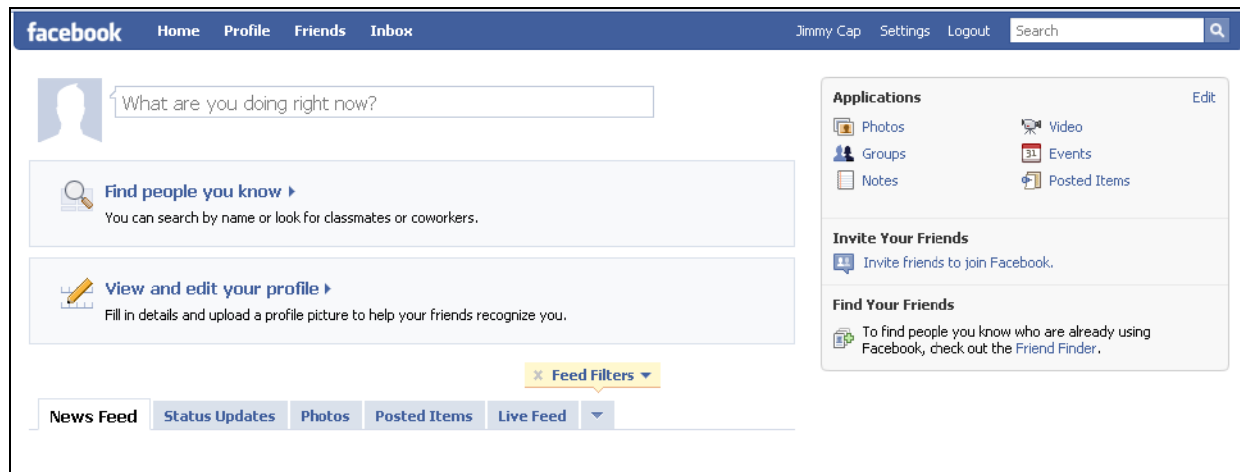 facebook Home Profile Friends Inbox Jimmy Cap Settings Logout Search
What are you doing right now?
Find people you know
You can search by name or look for classmates or coworkers.
View and edit your profile
Fill in details and upload a profile picture to help your friends recognize you.
× Feed Filters
News Feed Status Updates Photos Posted Items Live Feed
Applications Edit
Photos Video
Groups 31 Events
Notes Posted Items
Invite Your Friends
Invite friends to join Facebook.
Find Your Friends
To find people you know who are already using
Facebook, check out the Friend Finder.